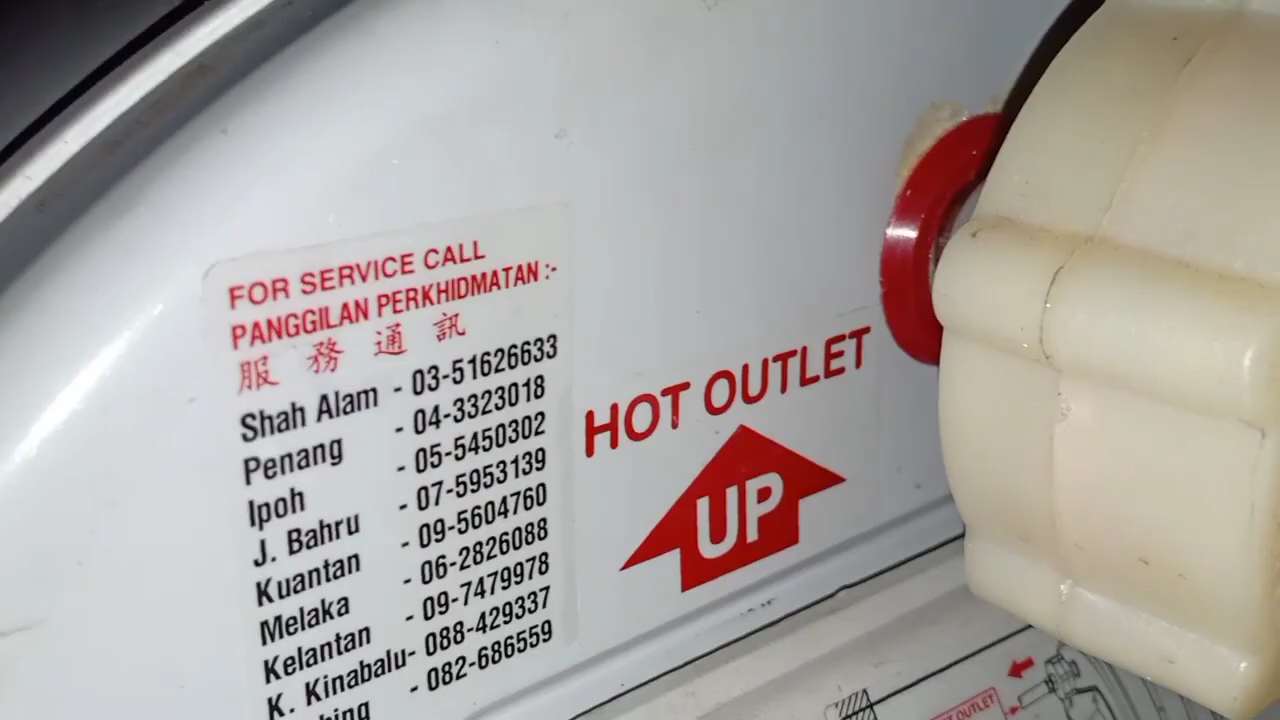 FOR SERVICE CALL
PANGGILAN PERKHIDMATAN :-
服務通訊
Shah Alam - 03-51626633
Penang - 04-3323018
Ipoh - 05-5450302
J. Bahru - 07-5953139
Kuantan - 09-5604760
Melaka - 06-2826088
Kelantan - 09-7479978
K. Kinabalu- 088-429337
- 082-686559
HOT OUTLET
UP
OUTLET